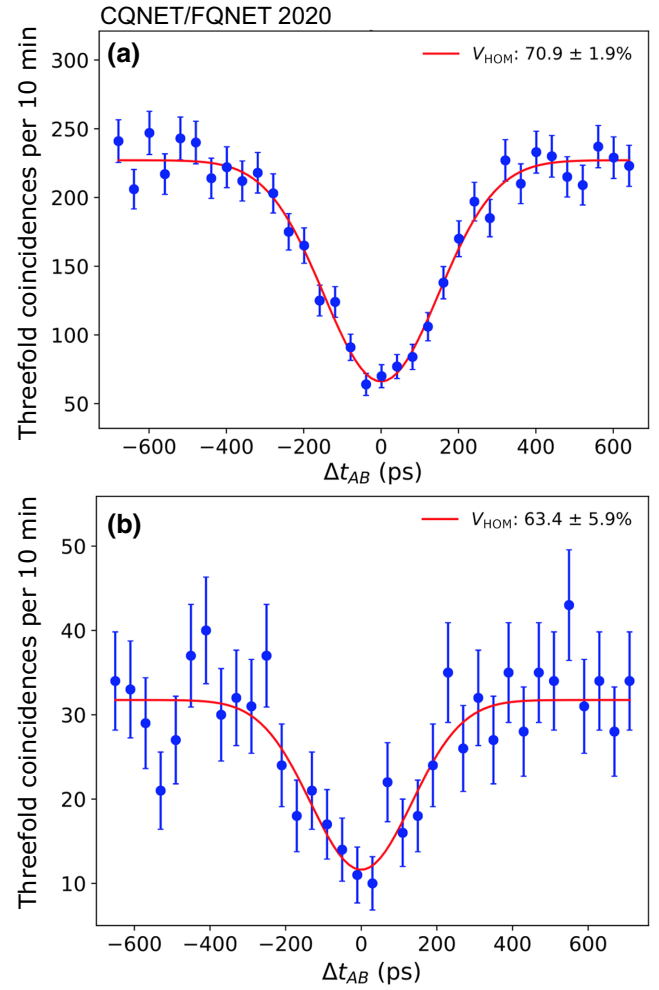 CQNET/FQNET 2020
(a)
V_HOM: 70.9 ± 1.9%
Threefold coincidences per 10 min
300
250
200
150
100
50
−600 −400 −200 0 200 400 600
Δt_AB (ps)
(b)
V_HOM: 63.4 ± 5.9%
Threefold coincidences per 10 min
50
40
30
20
10
−600 −400 −200 0 200 400 600
Δt_AB (ps)